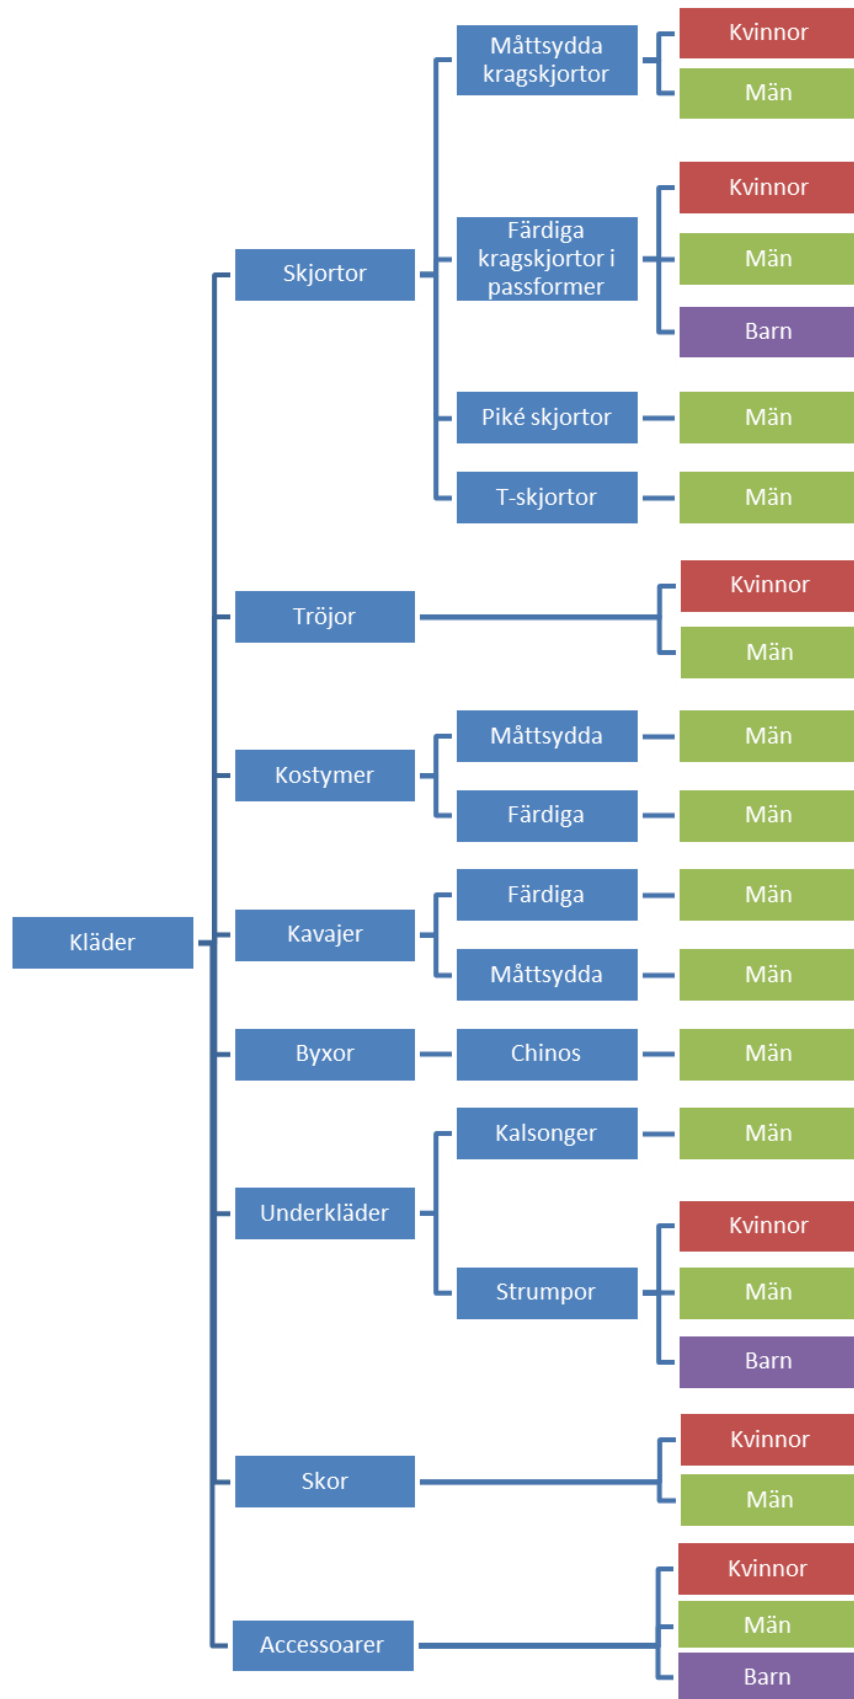 Måttsydda
kragskjortor
Kvinnor
Män
Färdiga
kragskjortor i
passformer
Kvinnor
Män
Barn
Skjortor
Piké skjortor
Män
T-skjortor
Män
Tröjor
Kvinnor
Män
Kostymer
Måttsydda
Män
Färdiga
Män
Kläder
Kavajer
Färdiga
Män
Måttsydda
Män
Byxor
Chinos
Män
Underkläder
Kalsonger
Män
Strumpor
Kvinnor
Män
Barn
Skor
Kvinnor
Män
Accessoarer
Kvinnor
Män
Barn